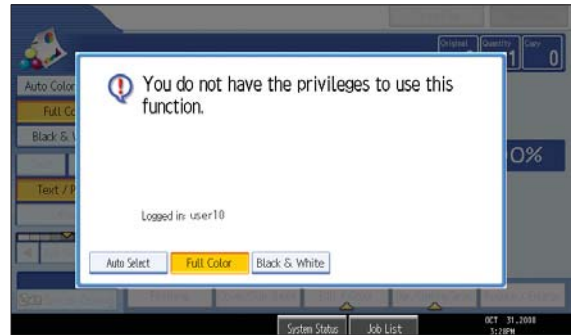 Original
Quantity
Copy
1
0
Auto Color
Full Co
Black & W
0%
Text / P
You do not have the privileges to use this
function.
Logged in: user10
Auto Select
Full Color
Black & White
System Status
Job List
OCT 31,2008
3:28PM